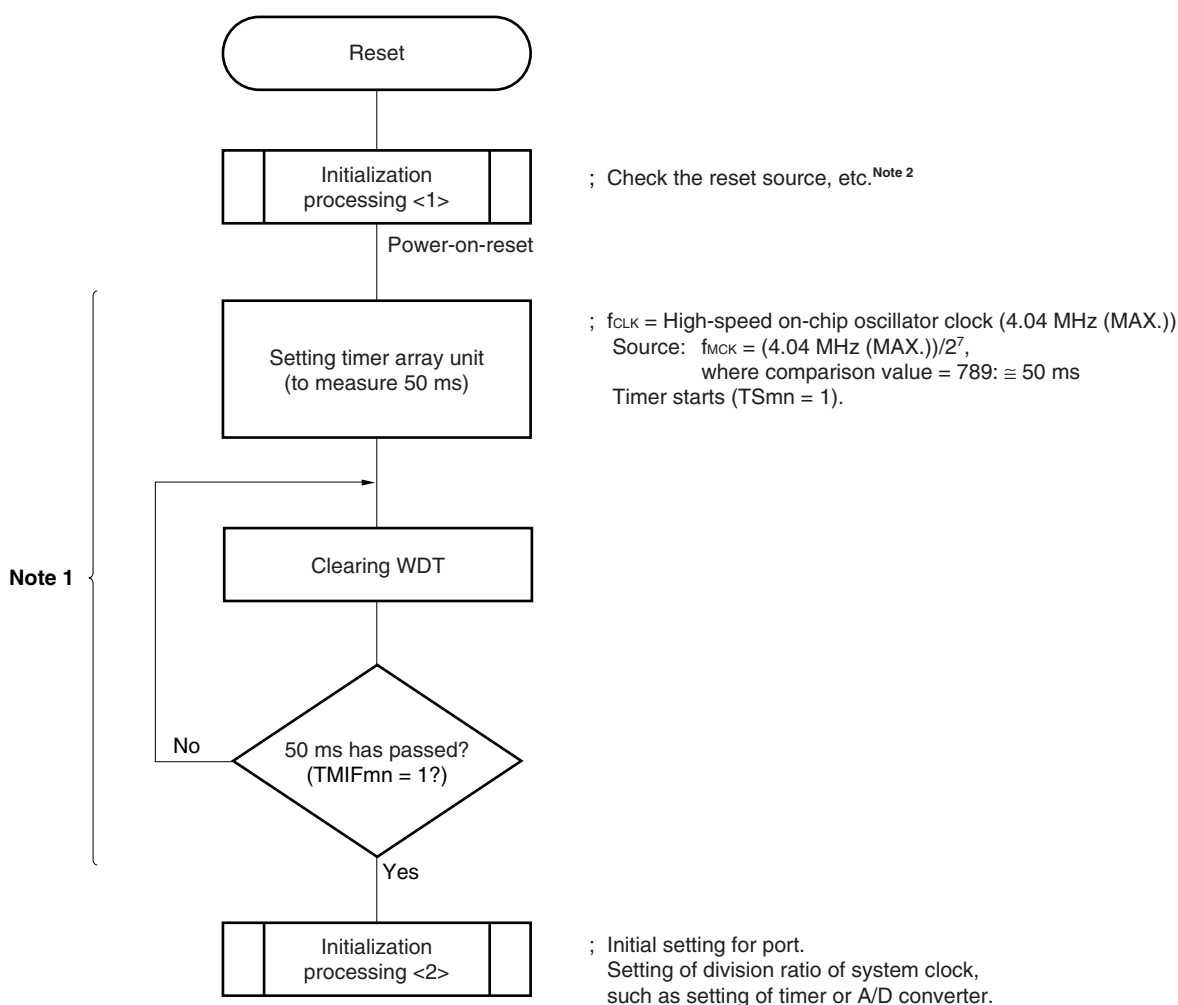 Reset
Initialization
processing <1>
; Check the reset source, etc.Note 2
Power-on-reset
Setting timer array unit
(to measure 50 ms)
; fCLK = High-speed on-chip oscillator clock (4.04 MHz (MAX.))
Source: fMCK = (4.04 MHz (MAX.))/2⁷,
where comparison value = 789: ≅ 50 ms
Timer starts (TSmn = 1).
Clearing WDT
Note 1
No
50 ms has passed?
(TMIFmn = 1?)
Yes
Initialization
processing <2>
; Initial setting for port.
Setting of division ratio of system clock,
such as setting of timer or A/D converter.